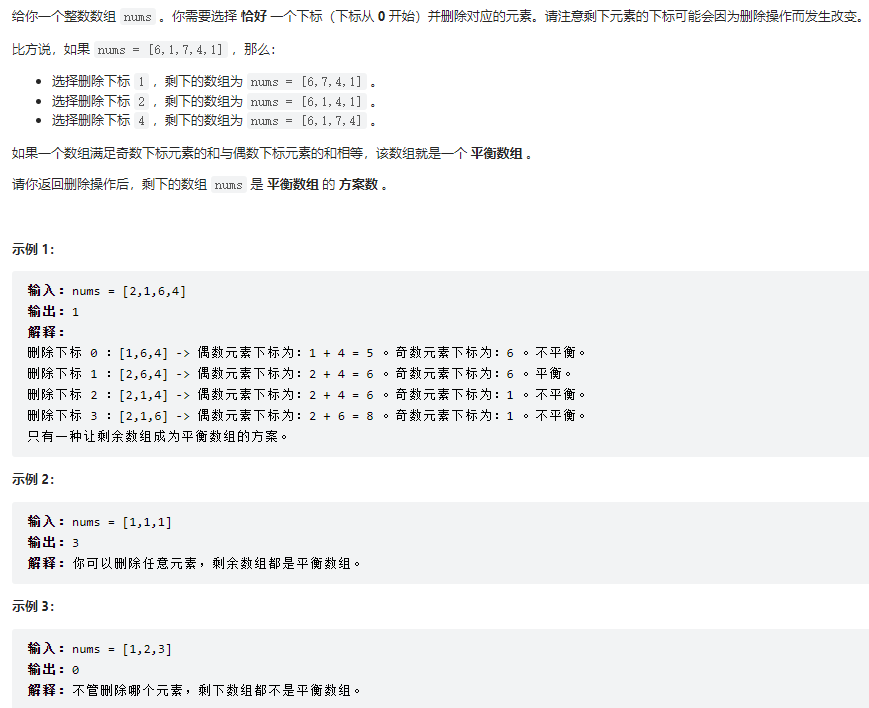 给你一个整数数组 nums 。你需要选择 恰好 一个下标（下标从 0 开始）并删除对应的元素。请注意剩下元素的下标可能会因为删除操作而发生改变。
比方说，如果 nums = [6,1,7,4,1] ，那么：
• 选择删除下标 1 ，剩下的数组为 nums = [6,7,4,1] 。
• 选择删除下标 2 ，剩下的数组为 nums = [6,1,4,1] 。
• 选择删除下标 4 ，剩下的数组为 nums = [6,1,7,4] 。
如果一个数组满足奇数下标元素的和与偶数下标元素的和相等，该数组就是一个 平衡数组 。
请你返回删除操作后，剩下的数组 nums 是 平衡数组 的 方案数 。
示例 1：
输入：nums = [2,1,6,4]
输出：1
解释：
删除下标 0 ：[1,6,4] -> 偶数元素下标为：1 + 4 = 5 。奇数元素下标为：6 。不平衡。
删除下标 1 ：[2,6,4] -> 偶数元素下标为：2 + 4 = 6 。奇数元素下标为：6 。平衡。
删除下标 2 ：[2,1,4] -> 偶数元素下标为：2 + 4 = 6 。奇数元素下标为：1 。不平衡。
删除下标 3 ：[2,1,6] -> 偶数元素下标为：2 + 6 = 8 。奇数元素下标为：1 。不平衡。
只有一种让剩余数组成为平衡数组的方案。
示例 2：
输入：nums = [1,1,1]
输出：3
解释：你可以删除任意元素，剩余数组都是平衡数组。
示例 3：
输入：nums = [1,2,3]
输出：0
解释：不管删除哪个元素，剩下数组都不是平衡数组。